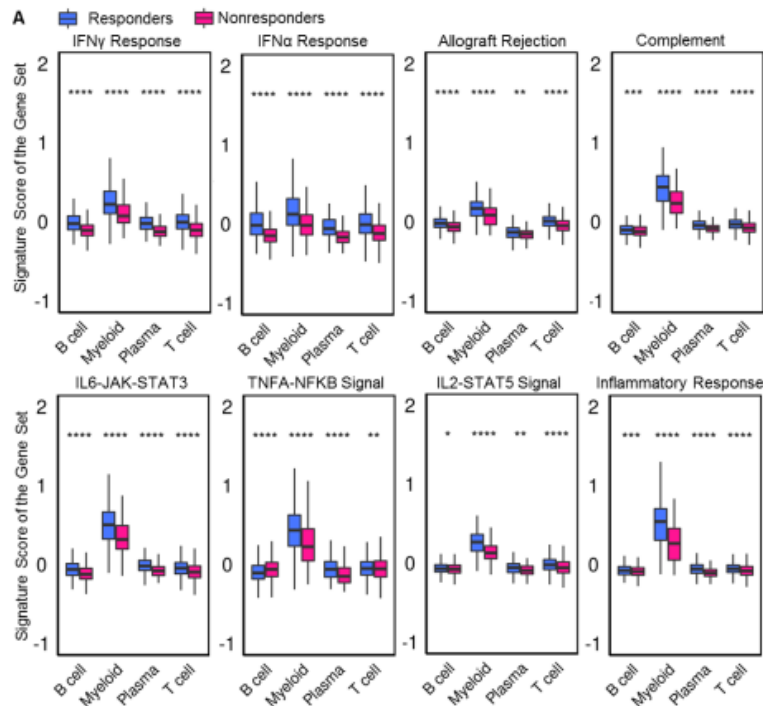 A
Responders Nonresponders
IFNγ Response IFNα Response Allograft Rejection Complement
Signature Score of the Gene Set
2 2 2 2
**** **** **** **** **** **** **** **** **** **** ** **** *** **** **** ****
1 1 1 1
0 0 0 0
-1 -1 -1 -1
B cell Myeloid Plasma T cell B cell Myeloid Plasma T cell B cell Myeloid Plasma T cell B cell Myeloid Plasma T cell
IL6-JAK-STAT3 TNFA-NFKB Signal IL2-STAT5 Signal Inflammatory Response
Signature Score of the Gene Set
2 2 2 2
**** **** **** **** **** **** **** ** * **** ** **** *** **** **** ****
1 1 1 1
0 0 0 0
-1 -1 -1 -1
B cell Myeloid Plasma T cell B cell Myeloid Plasma T cell B cell Myeloid Plasma T cell B cell Myeloid Plasma T cell